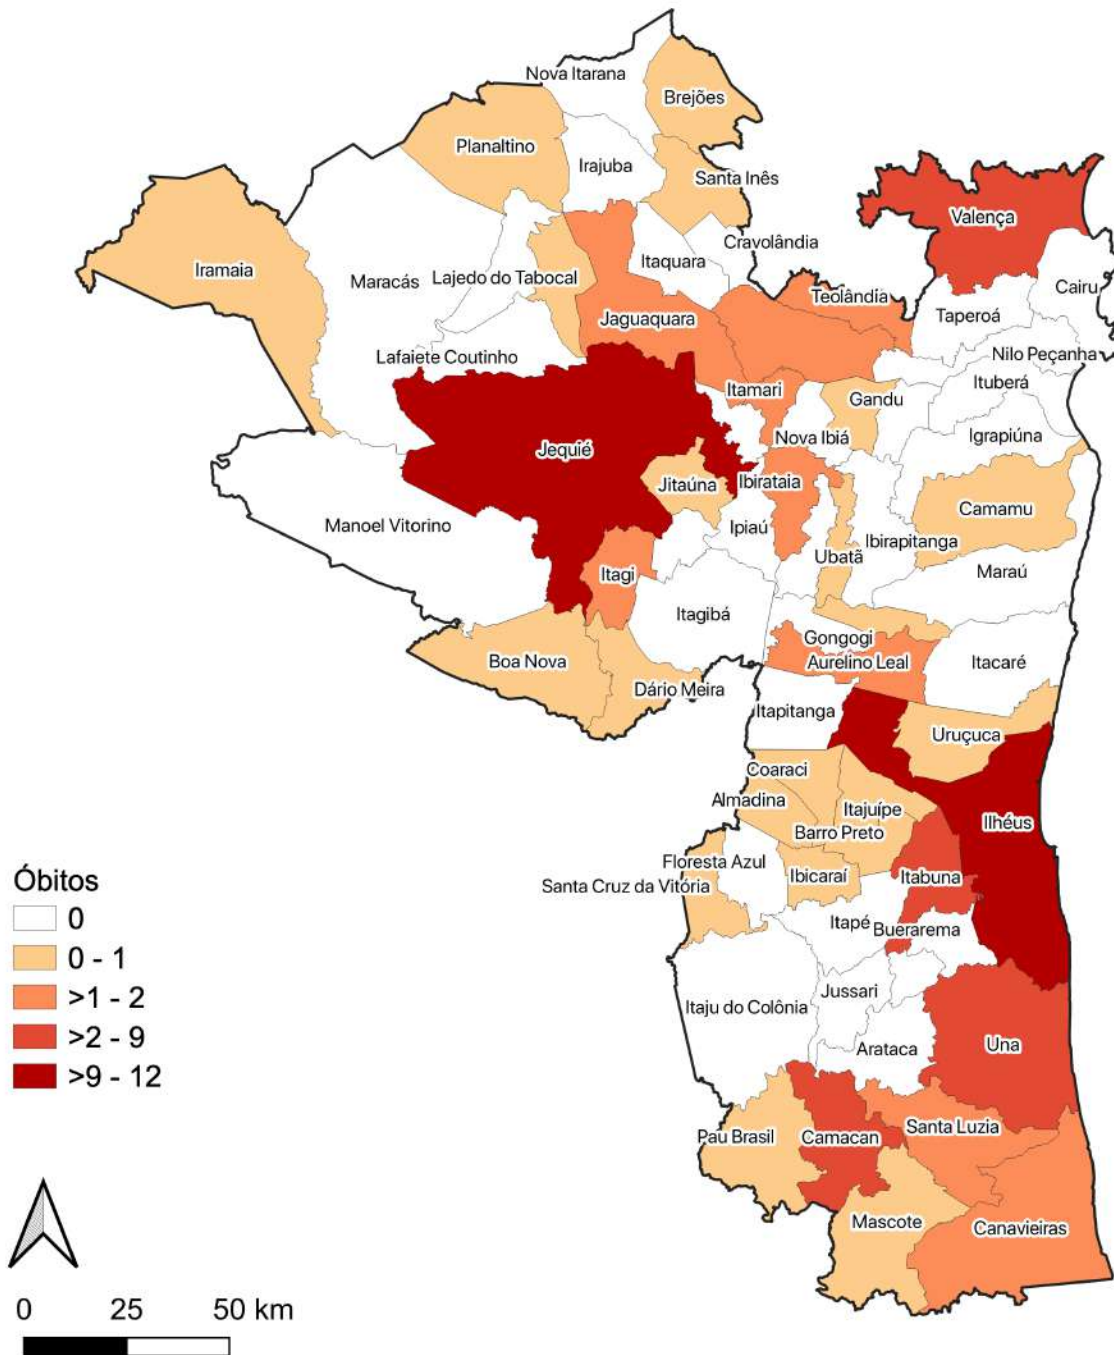 Nova Itarana
Brejões
Planaltino
Irajuba
Santa Inês
Valença
Cravolândia
Iramaia
Maracás
Lajedo do Tabocal
Itaquara
Cairu
Teolândia
Jaguaquara
Taperoá
Lafaiete Coutinho
Nilo Peçanha
Ituberá
Itamari
Gandu
Nova Ibiá
Igrapiúna
Jequié
Jitaúna
Ibirataia
Camamu
Manoel Vitorino
Ipiaú
Ibirapitanga
Ubatã
Itagi
Maraú
Itagibá
Gongogi
Boa Nova
Aurelino Leal
Itacaré
Dário Meira
Itapitanga
Uruçuca
Coaraci
Almadina
Itajuípe
Ilhéus
Barro Preto
Floresta Azul
Ibicaraí
Itabuna
Santa Cruz da Vitória
Itapé
Buerarema
Jussari
Itaju do Colônia
Arataca
Una
Santa Luzia
Pau Brasil
Camacan
Mascote
Canavieiras
Óbitos
0
0 - 1
>1 - 2
>2 - 9
>9 - 12
0 25 50 km